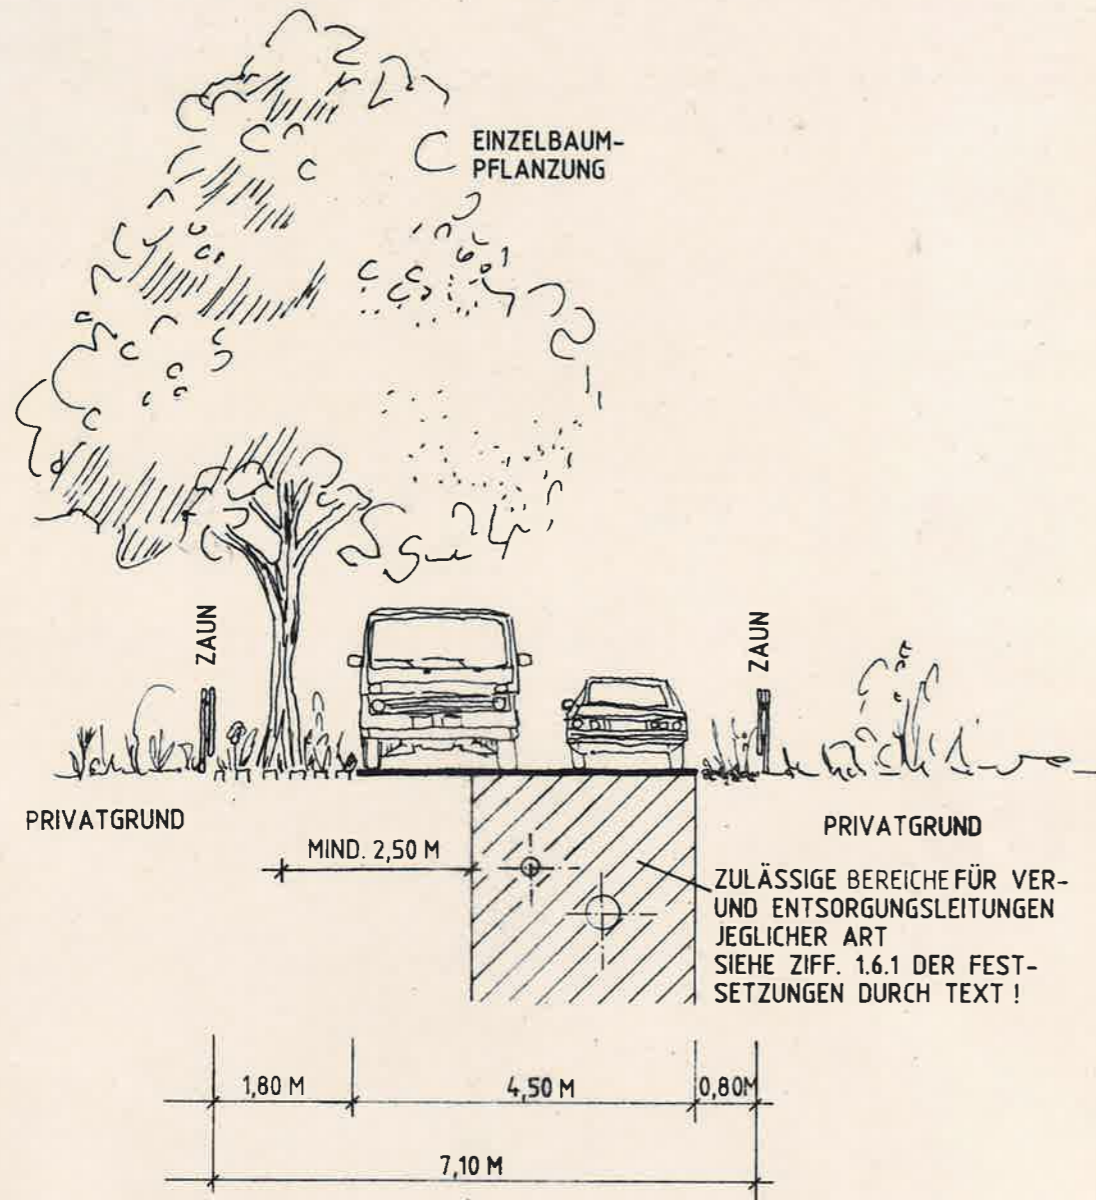 EINZELBAUM-
PFLANZUNG
ZAUN
ZAUN
PRIVATGRUND
PRIVATGRUND
MIND. 2,50 M
ZULÄSSIGE BEREICHE FÜR VER-
UND ENTSORGUNGSLEITUNGEN
JEGLICHER ART
SIEHE ZIFF. 1.6.1 DER FEST-
SETZUNGEN DURCH TEXT !
1,80 M
4,50 M
0,80M
7,10 M